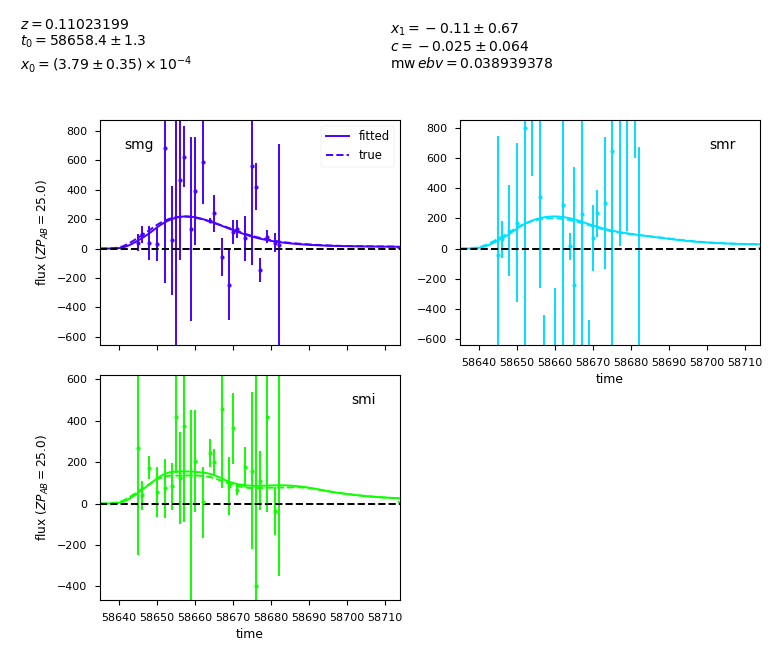 z = 0.11023199
t₀ = 58658.4 ± 1.3
x₀ = (3.79 ± 0.35) × 10⁻⁴
x₁ = −0.11 ± 0.67
c = −0.025 ± 0.064
mw ebv = 0.038939378
smg
fitted
true
800
600
400
200
0
−200
−400
−600
flux (ZP_AB = 25.0)
smr
800
600
400
200
0
−200
−400
−600
58640 58650 58660 58670 58680 58690 58700 58710
time
smi
600
400
200
0
−200
−400
flux (ZP_AB = 25.0)
58640 58650 58660 58670 58680 58690 58700 58710
time